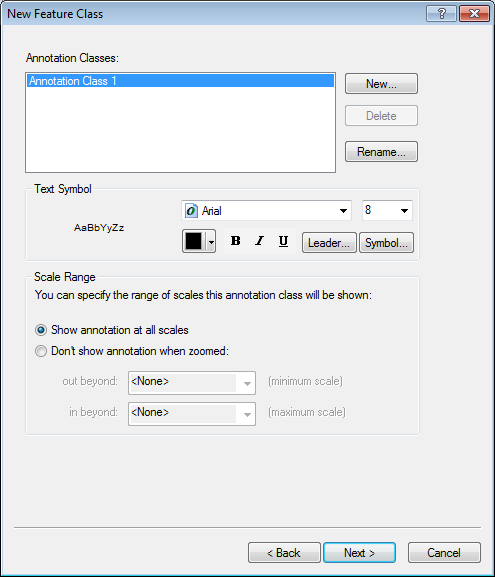 New Feature Class
Annotation Classes:
Annotation Class 1
New...
Delete
Rename...
Text Symbol
AaBbYyZz
Arial
8
B I U
Leader...
Symbol...
Scale Range
You can specify the range of scales this annotation class will be shown:
Show annotation at all scales
Don't show annotation when zoomed:
out beyond: <None> (minimum scale)
in beyond: <None> (maximum scale)
< Back
Next >
Cancel